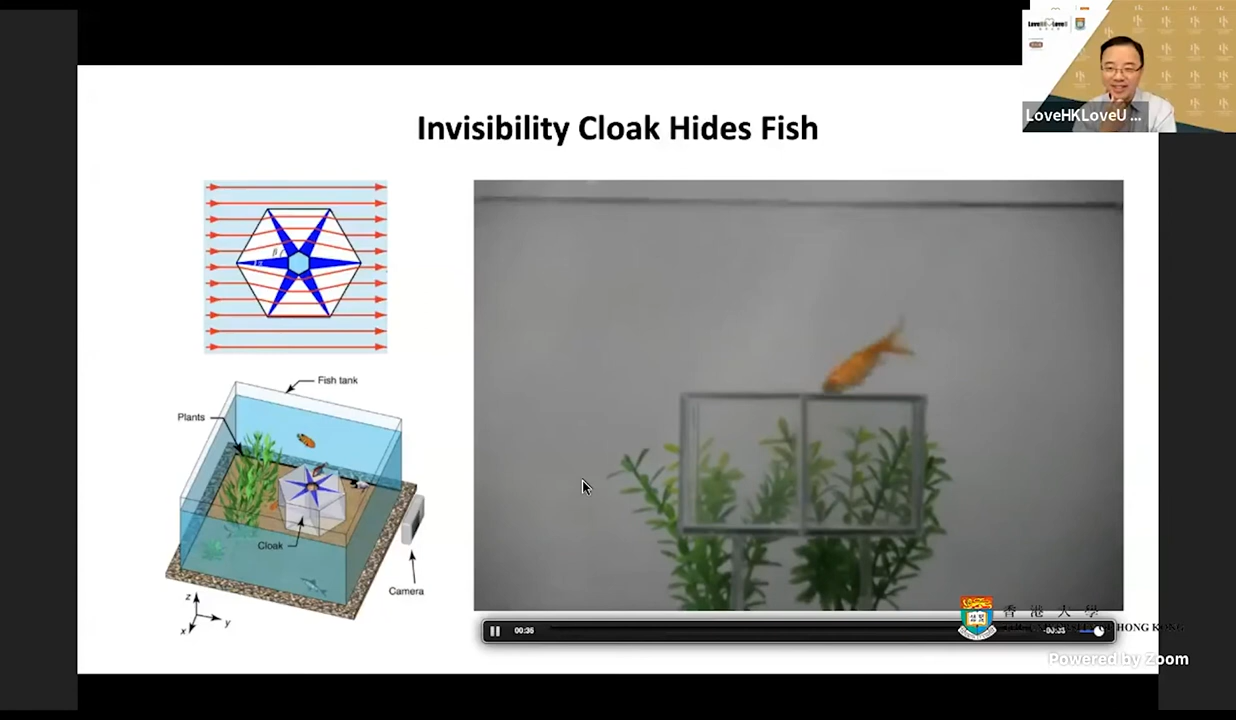 LoveHKLoveU ...
Invisibility Cloak Hides Fish
Fish tank
Plants
Cloak
Camera
z
x
y
00:36
香港大學
OF HONG KONG
Powered by Zoom